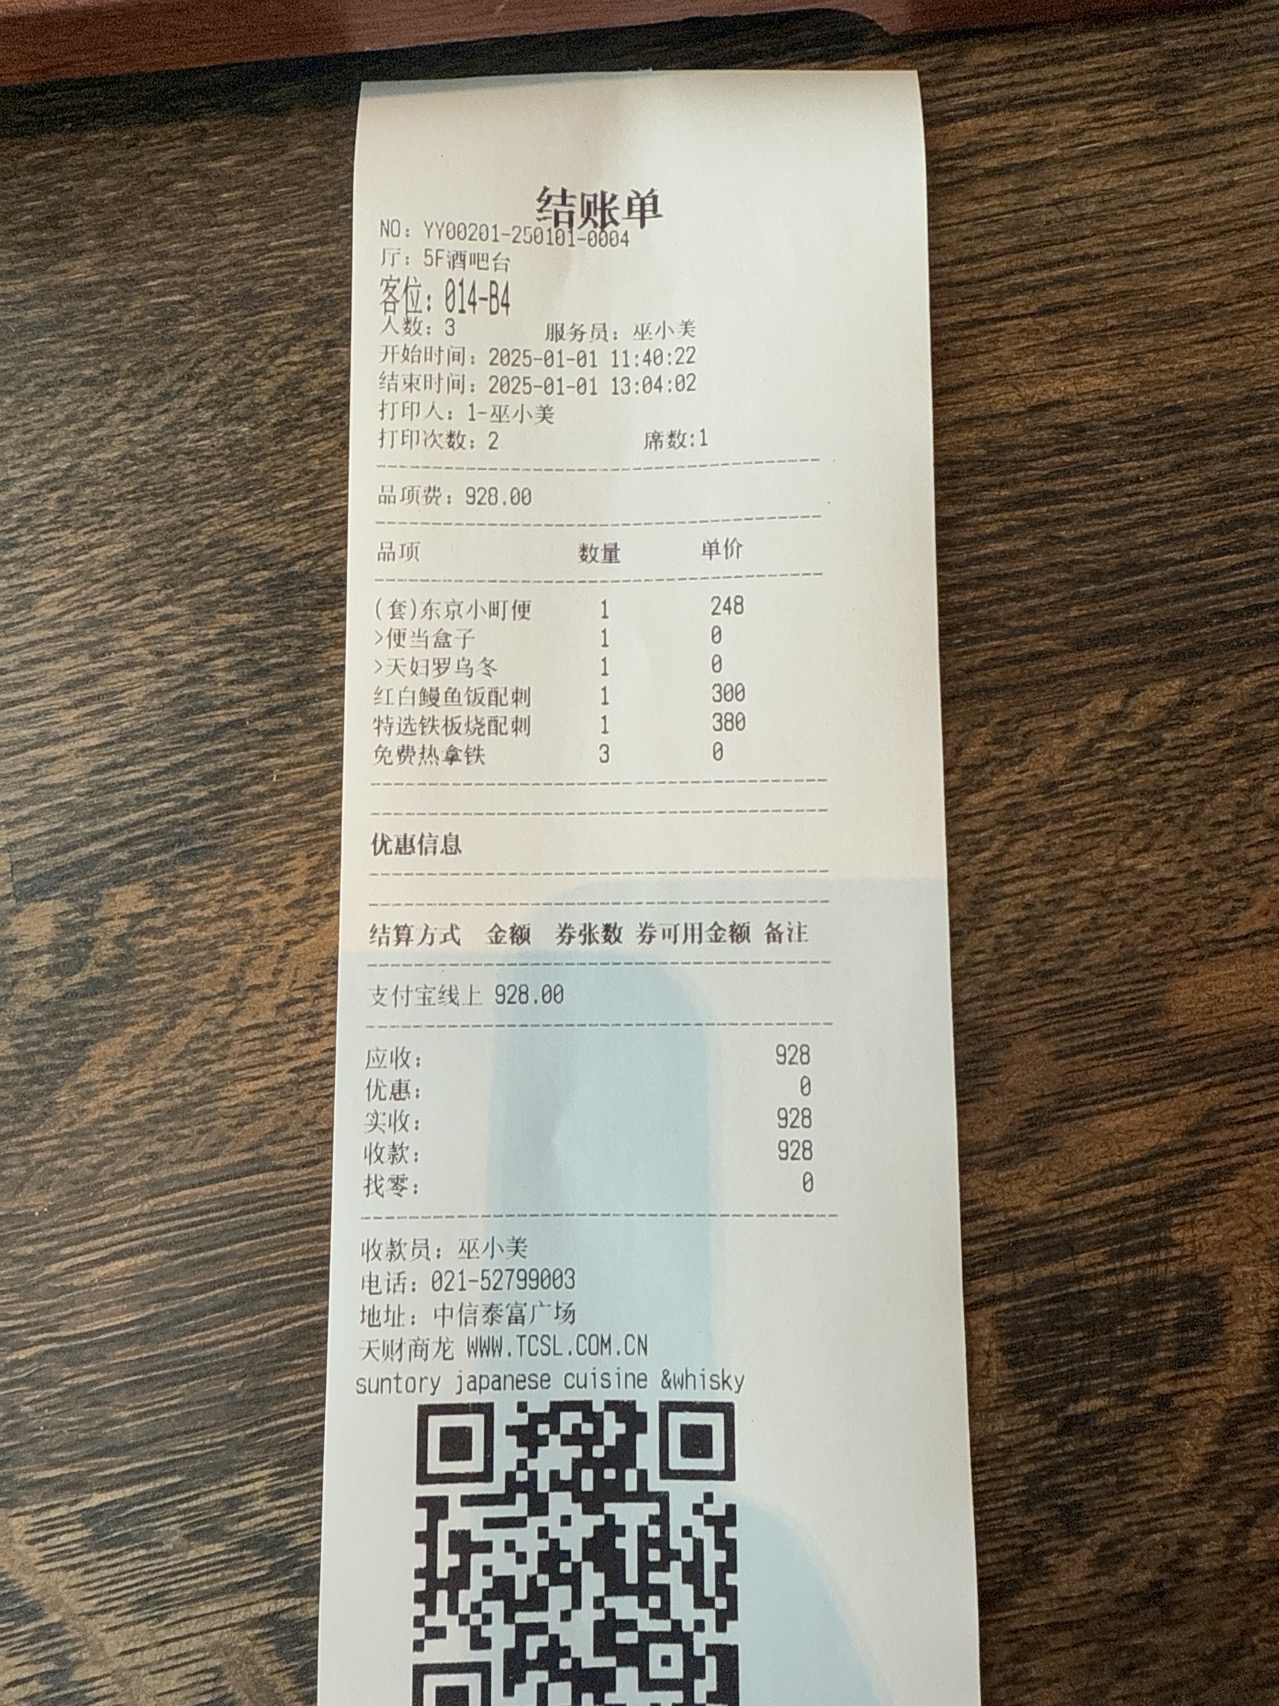 结账单
NO: YY00201-250101-0004
厅: 5F酒吧台
客位: 014-B4
人数: 3 服务员: 巫小美
开始时间: 2025-01-01 11:40:22
结束时间: 2025-01-01 13:04:02
打印人: 1-巫小美
打印次数: 2 席数:1
品项费: 928.00
品项 数量 单价
(套)东京小町便 1 248
>便当盒子 1 0
>天妇罗乌冬 1 0
红白鳗鱼饭配刺 1 300
特选铁板烧配刺 1 380
免费热拿铁 3 0
优惠信息
结算方式 金额 券张数 券可用金额 备注
支付宝线上 928.00
应收: 928
优惠: 0
实收: 928
收款: 928
找零: 0
收款员: 巫小美
电话: 021-52799003
地址: 中信泰富广场
天财商龙 WWW.TCSL.COM.CN
suntory japanese cuisine &whisky